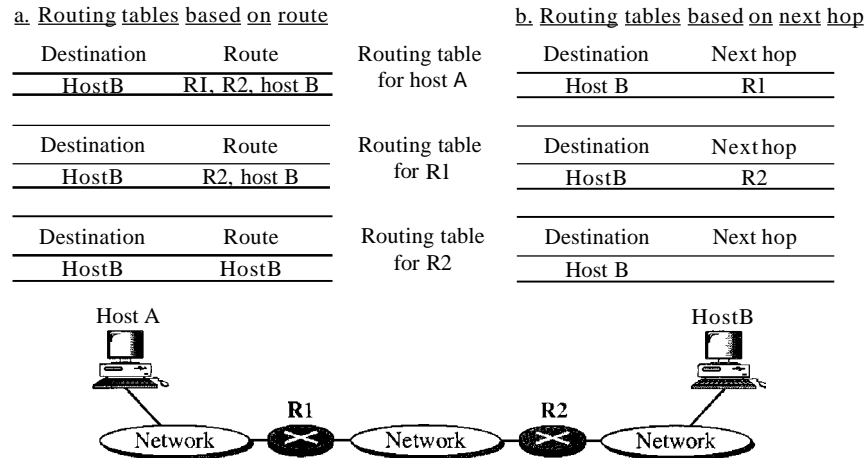 a. Routing tables based on route b. Routing tables based on next hop
Destination Route Routing table for host A Destination Next hop
HostB RI, R2, host B Host B R1
Destination Route Routing table for R1 Destination Next hop
HostB R2, host B HostB R2
Destination Route Routing table for R2 Destination Next hop
HostB HostB Host B
Host A HostB
R1 R2
Network Network Network